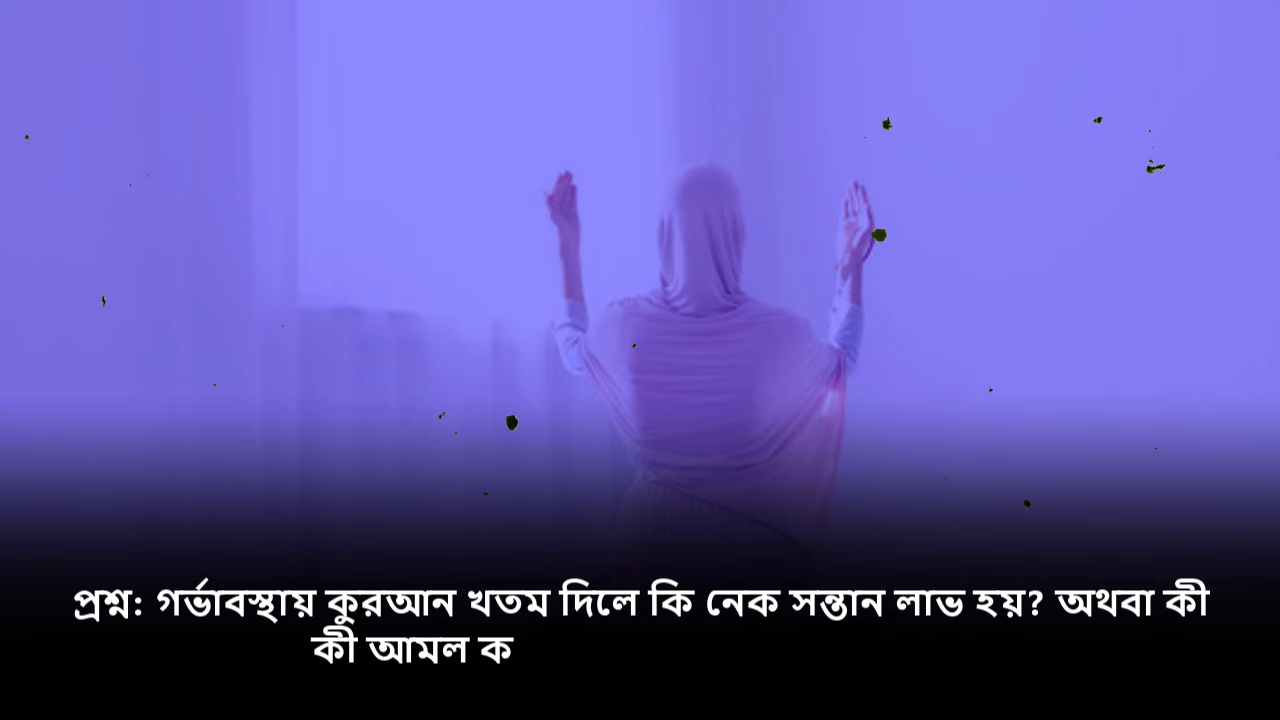 প্রশ্ন: গর্ভাবস্থায় কুরআন খতম দিলে কি নেক সন্তান লাভ হয়? অথবা কী
কী আমল ক